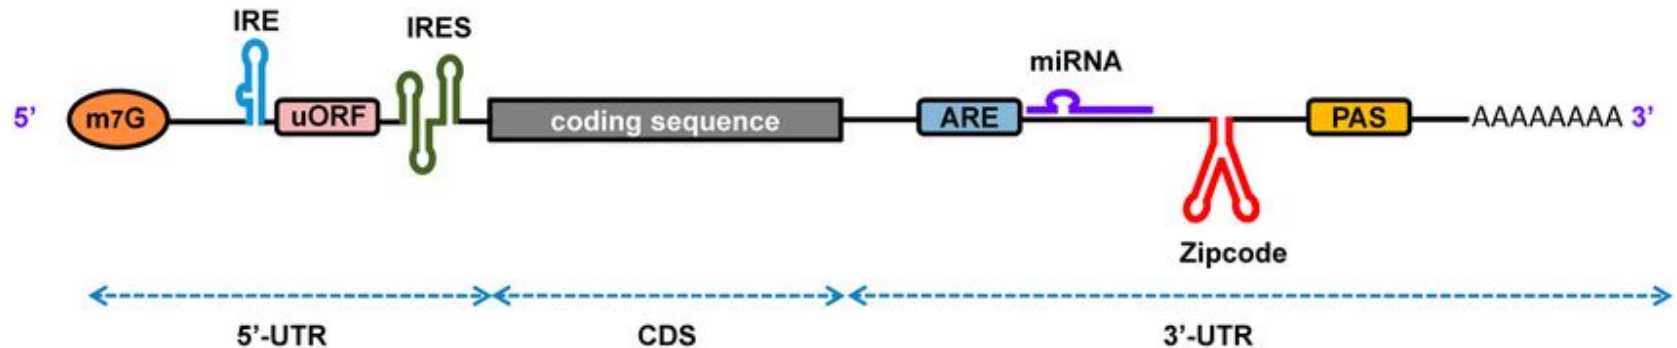 IRE
IRES
miRNA
5’ m7G uORF coding sequence ARE PAS AAAAAAAA 3’
Zipcode
5’-UTR CDS 3’-UTR